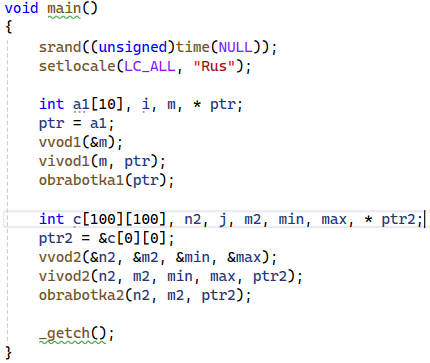 void main()
{
srand((unsigned)time(NULL));
setlocale(LC_ALL, "Rus");
int a1[10], i, m, * ptr;
ptr = a1;
vvod1(&m);
vivod1(m, ptr);
obrabotka1(ptr);
int c[100][100], n2, j, m2, min, max, * ptr2;
ptr2 = &c[0][0];
vvod2(&n2, &m2, &min, &max);
vivod2(n2, m2, min, max, ptr2);
obrabotka2(n2, m2, ptr2);
_getch();
}